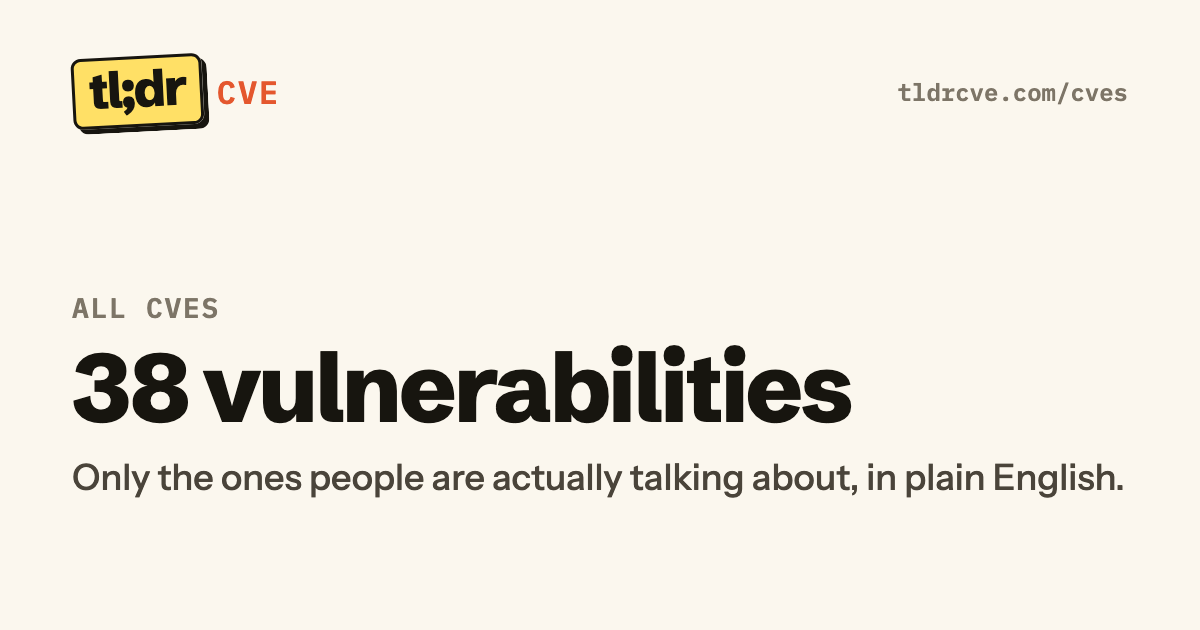 tl;dr CVE
tldrcve.com/cves
ALL CVES
38 vulnerabilities
Only the ones people are actually talking about, in plain English.